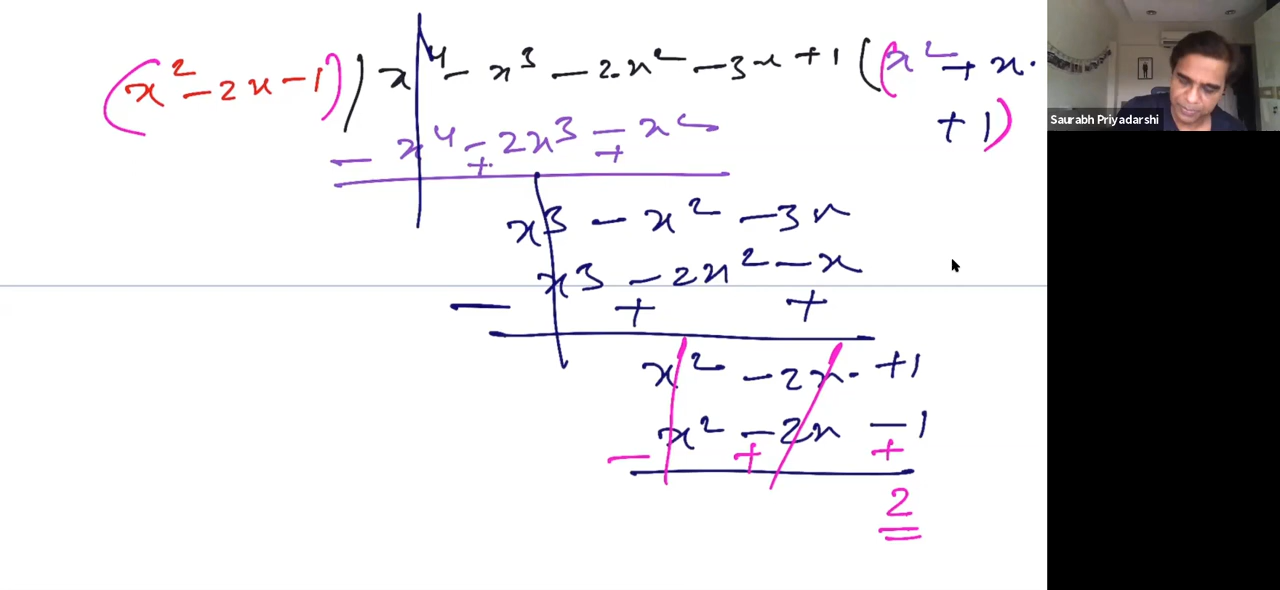 (x² - 2x - 1) ) x⁴ - x³ - 2x² - 3x + 1 ( (x² + x.
+ 1)
- x⁴ - 2x³ - x²
+ +
x³ - x² - 3x
x³ - 2x² - x
- + +
x² - 2x. + 1
x² - 2x - 1
- + +
2
Saurabh Priyadarshi